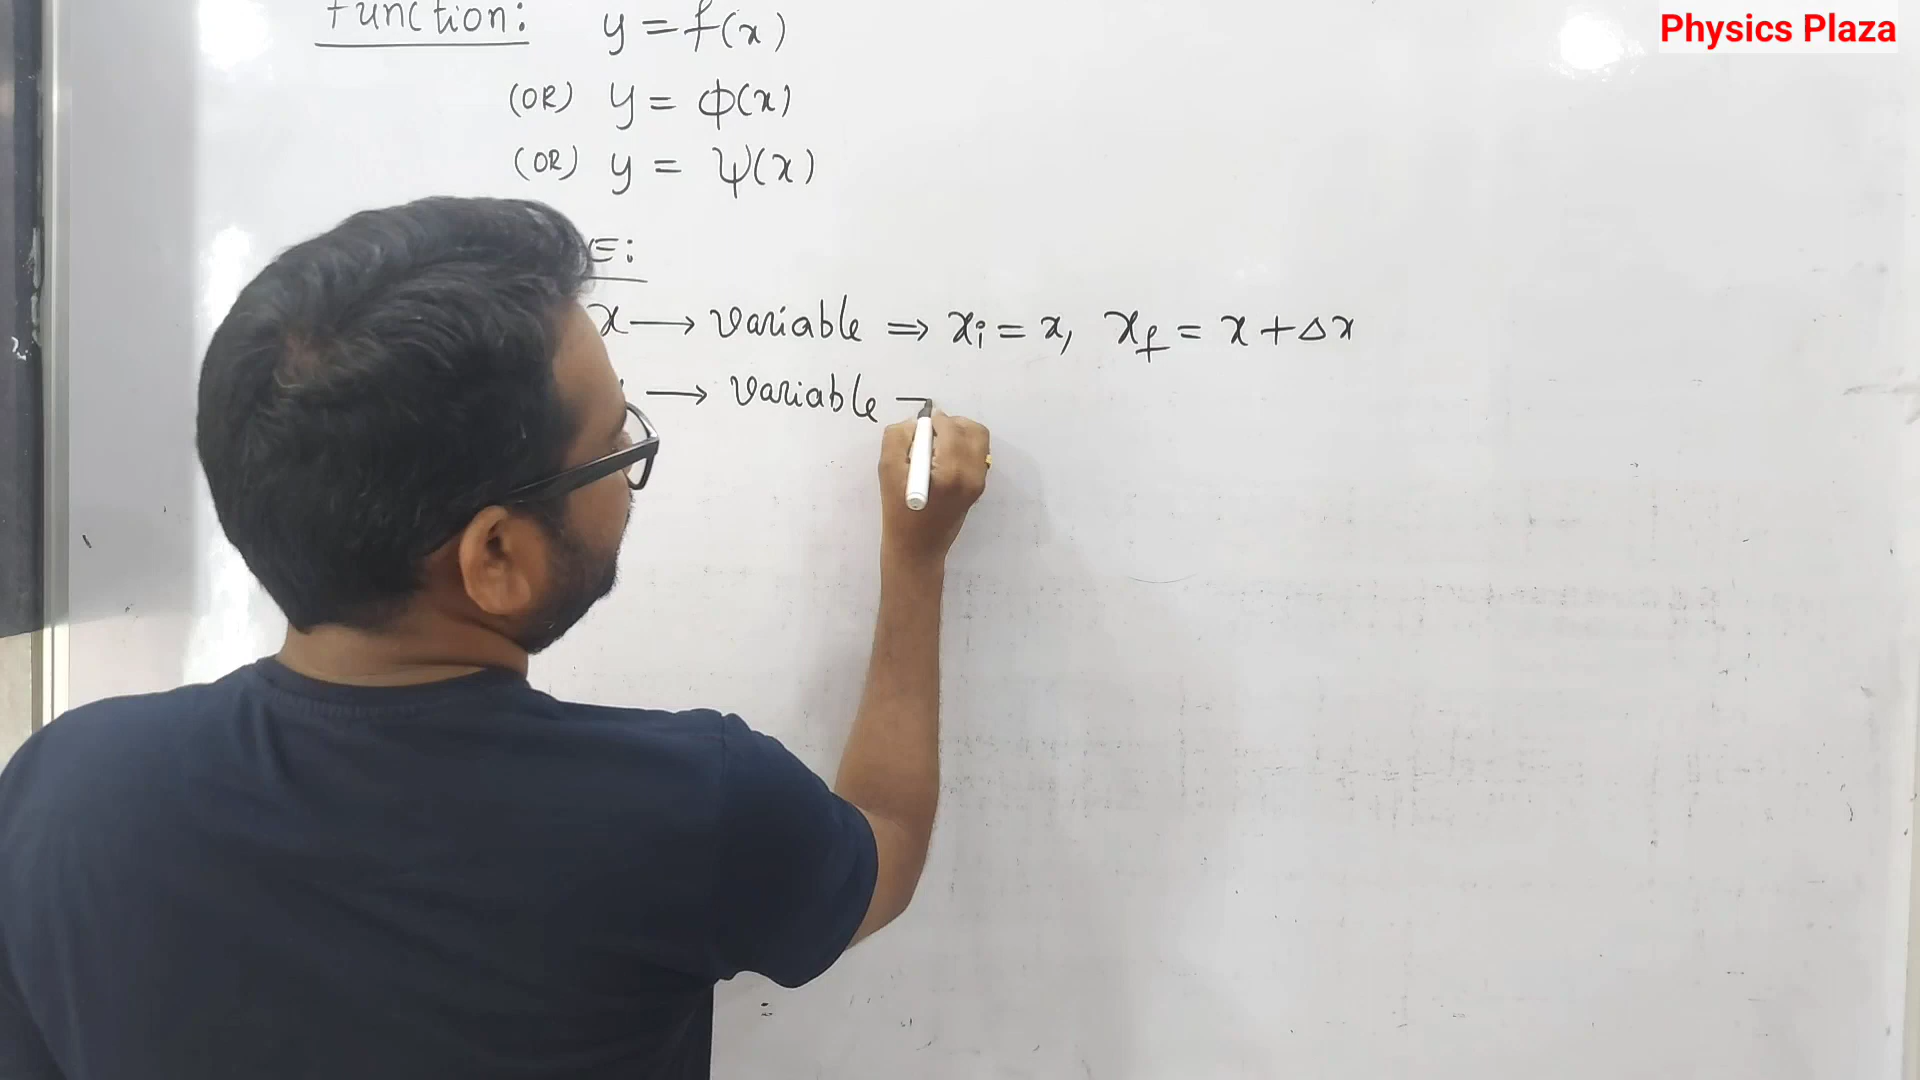 Physics Plaza
Function: y = f(x)
(OR) y = ϕ(x)
(OR) y = ψ(x)
x → variable ⇒ xᵢ = x, x_f = x + Δx
→ variable